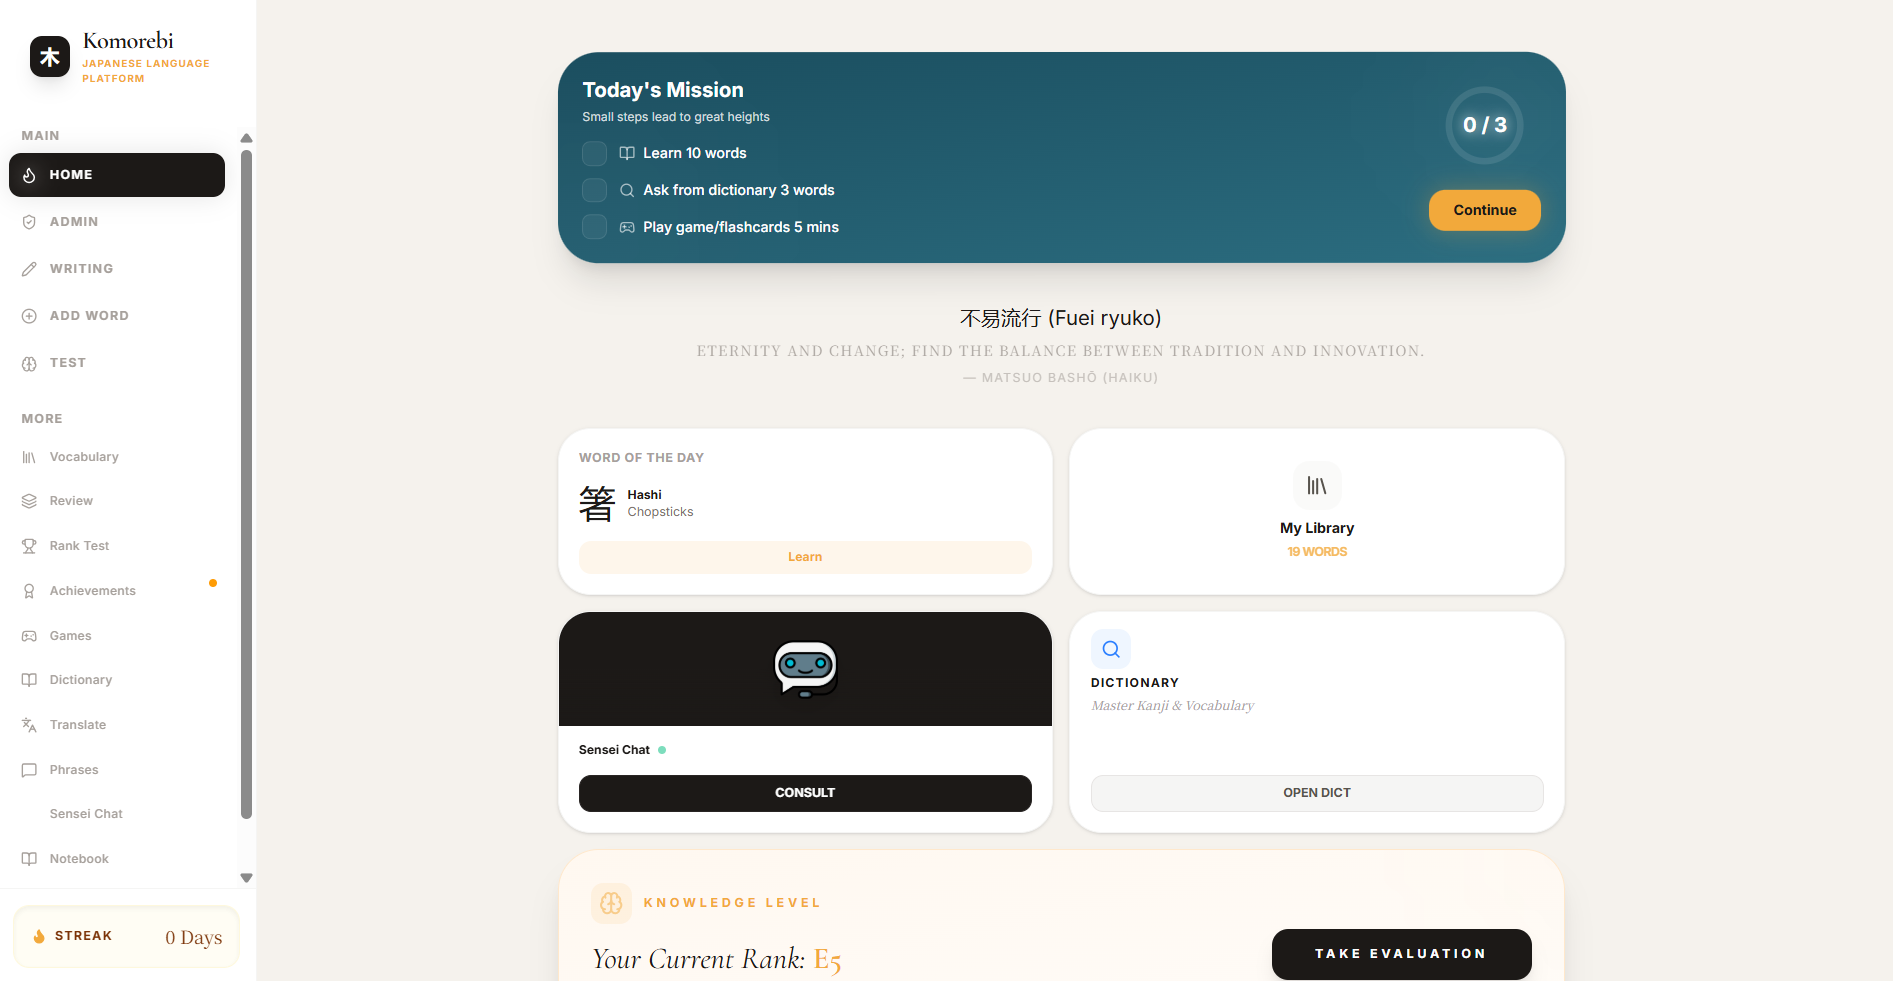 木
Komorebi
JAPANESE LANGUAGE
PLATFORM
MAIN
HOME
ADMIN
WRITING
ADD WORD
TEST
MORE
Vocabulary
Review
Rank Test
Achievements
Games
Dictionary
Translate
Phrases
Sensei Chat
Notebook
STREAK 0 Days
Today's Mission
Small steps lead to great heights
Learn 10 words
Ask from dictionary 3 words
Play game/flashcards 5 mins
0 / 3
Continue
不易流行 (Fuei ryuko)
ETERNITY AND CHANGE; FIND THE BALANCE BETWEEN TRADITION AND INNOVATION.
— MATSUO BASHŌ (HAIKU)
WORD OF THE DAY
箸
Hashi
Chopsticks
Learn
My Library
19 WORDS
Sensei Chat
CONSULT
DICTIONARY
Master Kanji & Vocabulary
OPEN DICT
KNOWLEDGE LEVEL
Your Current Rank: E5
TAKE EVALUATION